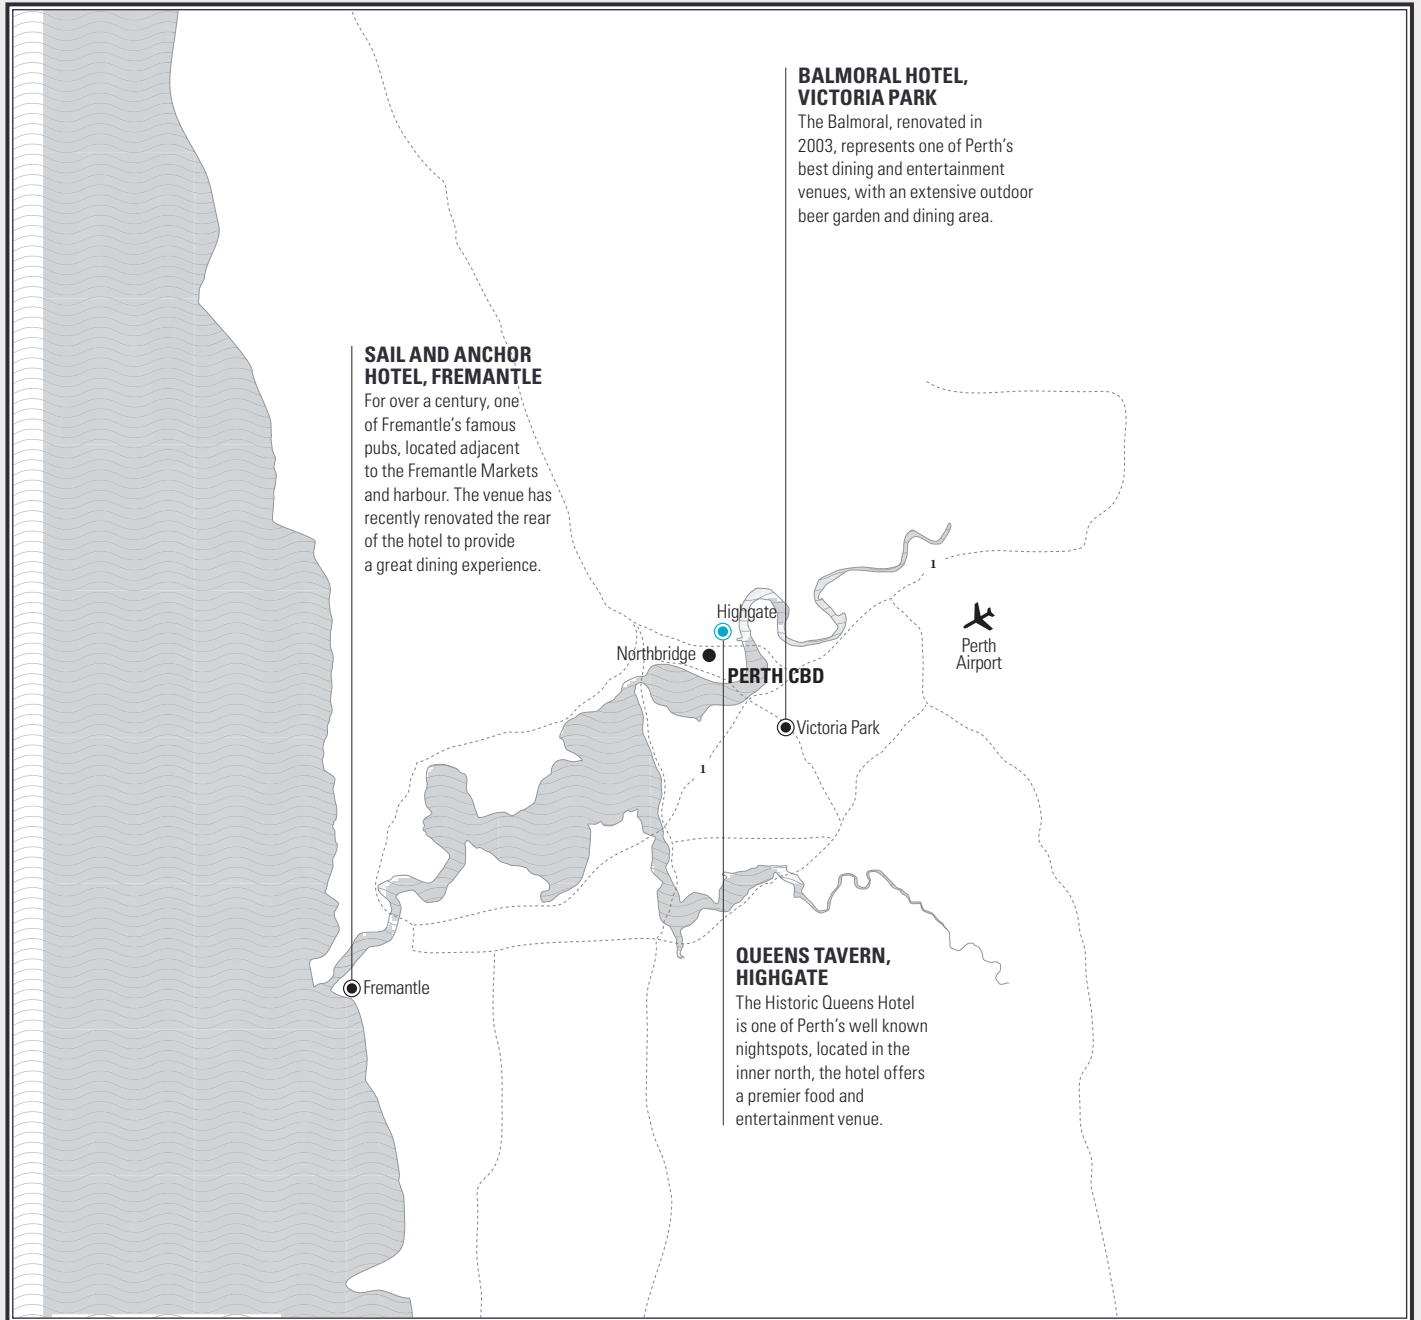 BALMORAL HOTEL,
VICTORIA PARK
The Balmoral, renovated in
2003, represents one of Perth's
best dining and entertainment
venues, with an extensive outdoor
beer garden and dining area.
SAIL AND ANCHOR
HOTEL, FREMANTLE
For over a century, one
of Fremantle's famous
pubs, located adjacent
to the Fremantle Markets
and harbour. The venue has
recently renovated the rear
of the hotel to provide
a great dining experience.
1
Highgate
Northbridge
Perth
Airport
PERTH CBD
Victoria Park
1
Fremantle
QUEENS TAVERN,
HIGHGATE
The Historic Queens Hotel
is one of Perth's well known
nightspots, located in the
inner north, the hotel offers
a premier food and
entertainment venue.